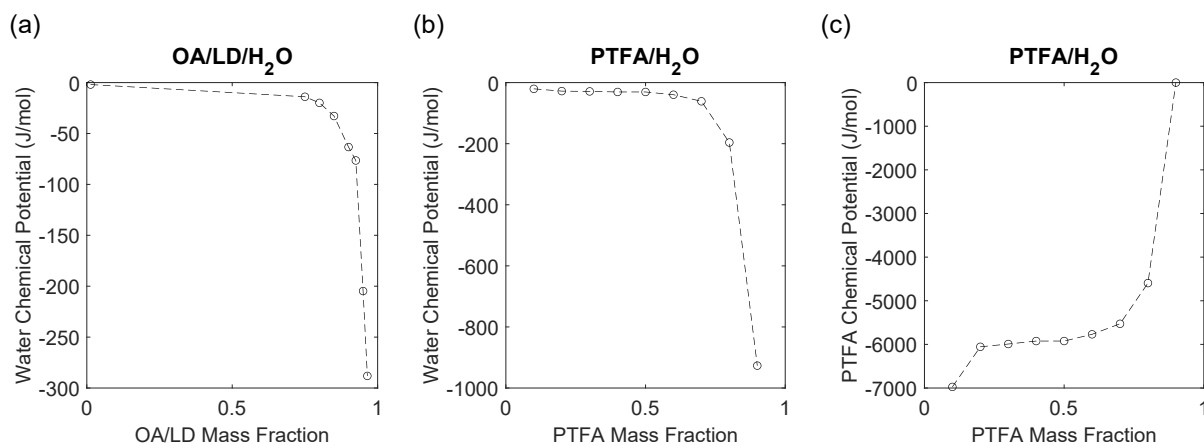 (a)
OA/LD/H₂O
Water Chemical Potential (J/mol)
0
-50
-100
-150
-200
-250
-300
0
0.5
1
OA/LD Mass Fraction
(b)
PTFA/H₂O
Water Chemical Potential (J/mol)
0
-200
-400
-600
-800
-1000
0
0.5
1
PTFA Mass Fraction
(c)
PTFA/H₂O
PTFA Chemical Potential (J/mol)
0
-1000
-2000
-3000
-4000
-5000
-6000
-7000
0
0.5
1
PTFA Mass Fraction